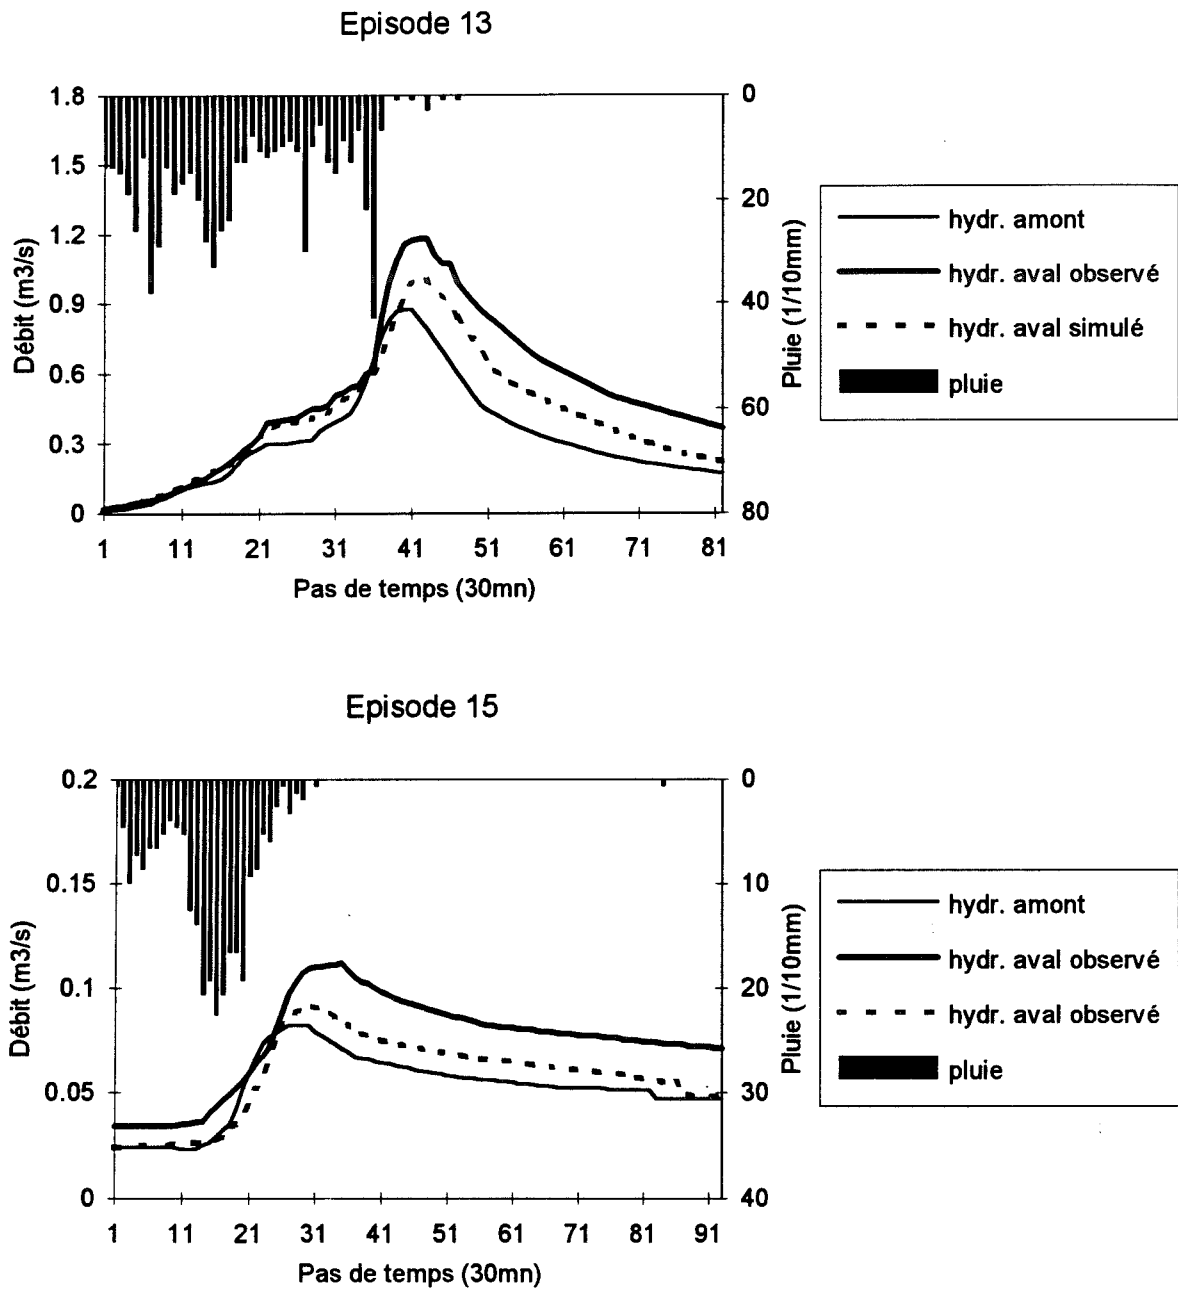 Episode 13
1.8
1.5
1.2
0.9
0.6
0.3
0
Débit (m3/s)
0
20
40
60
80
Pluie (1/10mm)
1 11 21 31 41 51 61 71 81
Pas de temps (30mn)
hydr. amont
hydr. aval observé
hydr. aval simulé
pluie
Episode 15
0.2
0.15
0.1
0.05
0
Débit (m3/s)
0
10
20
30
40
Pluie (1/10mm)
1 11 21 31 41 51 61 71 81 91
Pas de temps (30mn)
hydr. amont
hydr. aval observé
hydr. aval observé
pluie